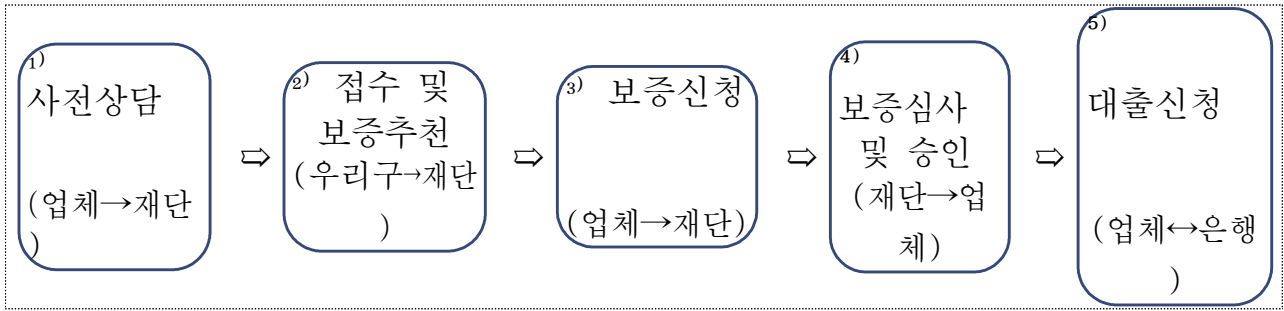 1)
사전상담
(업체→재단
)
⇨
2) 접수 및
보증추천
(우리구→재단
)
⇨
3) 보증신청
(업체→재단)
⇨
4)
보증심사
및 승인
(재단→업
체)
⇨
5)
대출신청
(업체↔은행
)